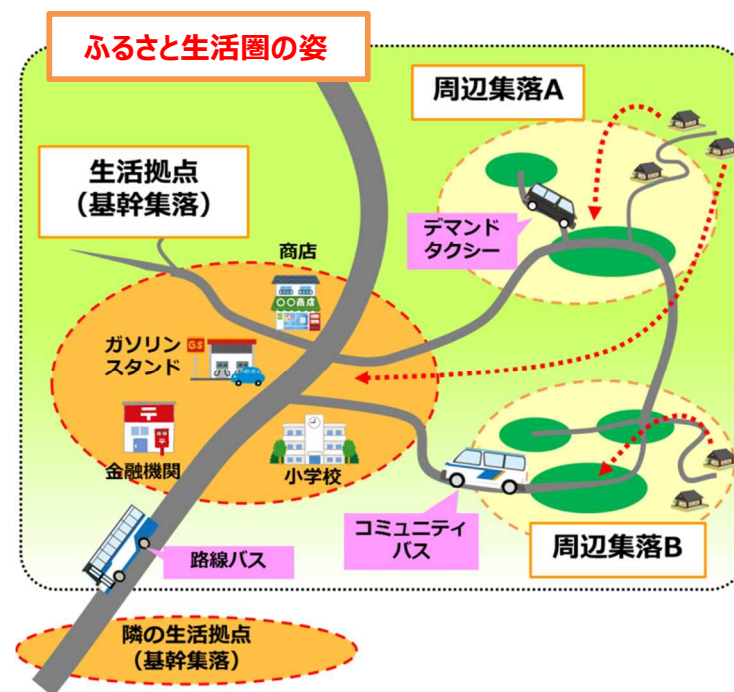 ふるさと生活圏の姿
周辺集落A
生活拠点
（基幹集落）
デマンド
タクシー
商店
〇〇商店
ガソリン
スタンド
GS
金融機関
小学校
コミュニティ
バス
周辺集落B
路線バス
隣の生活拠点
（基幹集落）